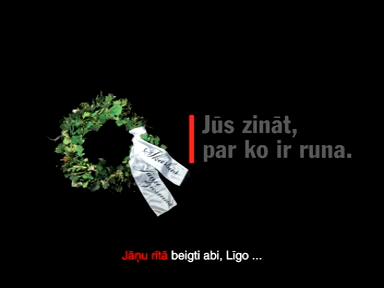 Jūs zināt,
par ko ir runa.
Jāņu rītā beigti abi, Līgo ...